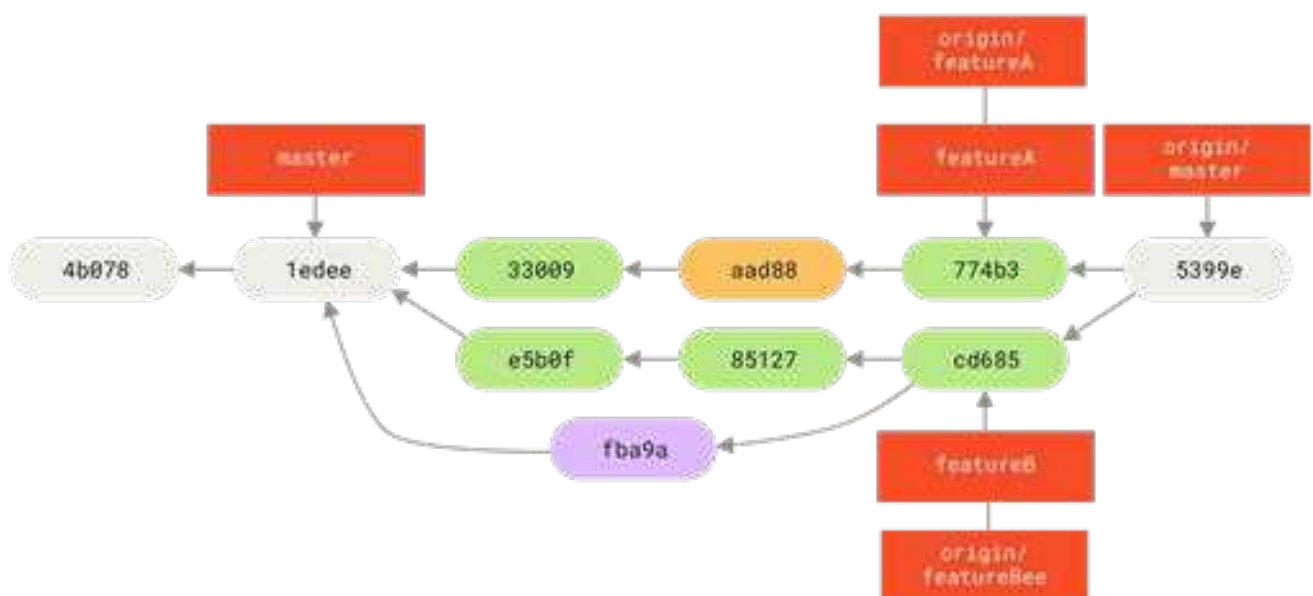 origin/
featureA
master
featureA
origin/
master
4b078
1edee
33009
aad88
774b3
5399e
e5b0f
85127
cd685
fba9a
featureB
origin/
featureBee